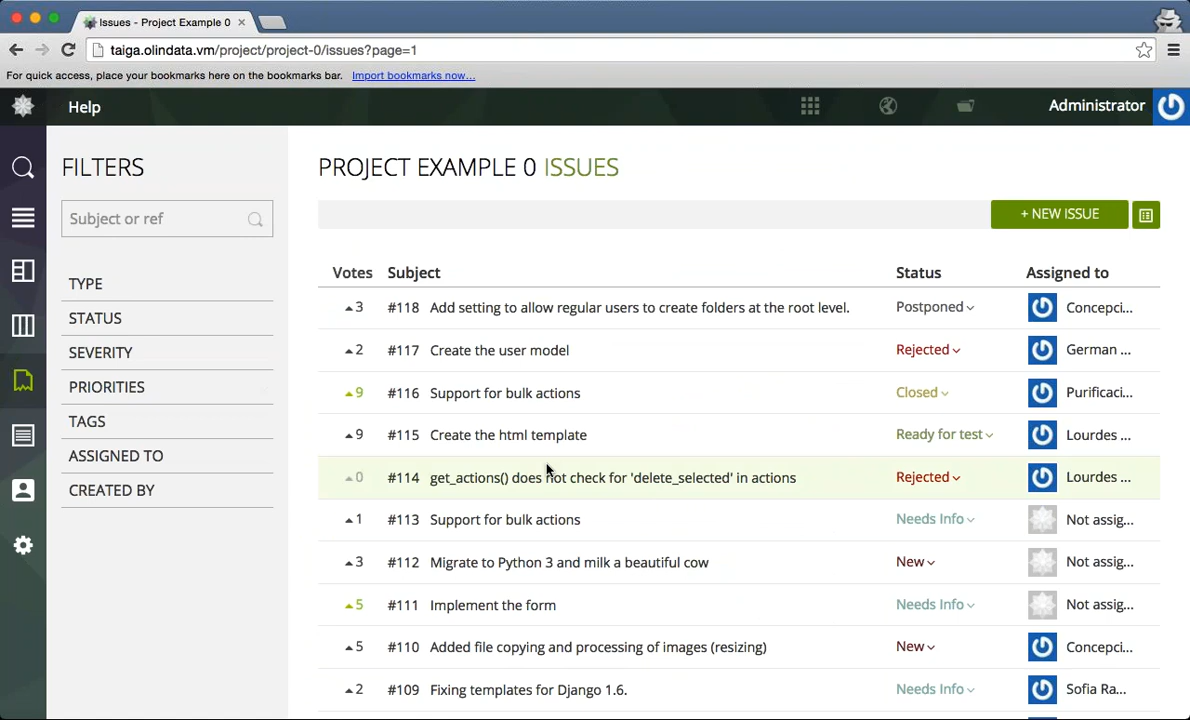 Issues - Project Example 0
taiga.olindata.vm/project/project-0/issues?page=1
For quick access, place your bookmarks here on the bookmarks bar. Import bookmarks now...
Help
Administrator
FILTERS
Subject or ref
TYPE
STATUS
SEVERITY
PRIORITIES
TAGS
ASSIGNED TO
CREATED BY
PROJECT EXAMPLE 0 ISSUES
+ NEW ISSUE
Votes Subject Status Assigned to
3 #118 Add setting to allow regular users to create folders at the root level. Postponed Concepci...
2 #117 Create the user model Rejected German ...
9 #116 Support for bulk actions Closed Purificaci...
9 #115 Create the html template Ready for test Lourdes ...
0 #114 get_actions() does not check for 'delete_selected' in actions Rejected Lourdes ...
1 #113 Support for bulk actions Needs Info Not assig...
3 #112 Migrate to Python 3 and milk a beautiful cow New Not assig...
5 #111 Implement the form Needs Info Not assig...
5 #110 Added file copying and processing of images (resizing) New Concepci...
2 #109 Fixing templates for Django 1.6. Needs Info Sofia Ra...